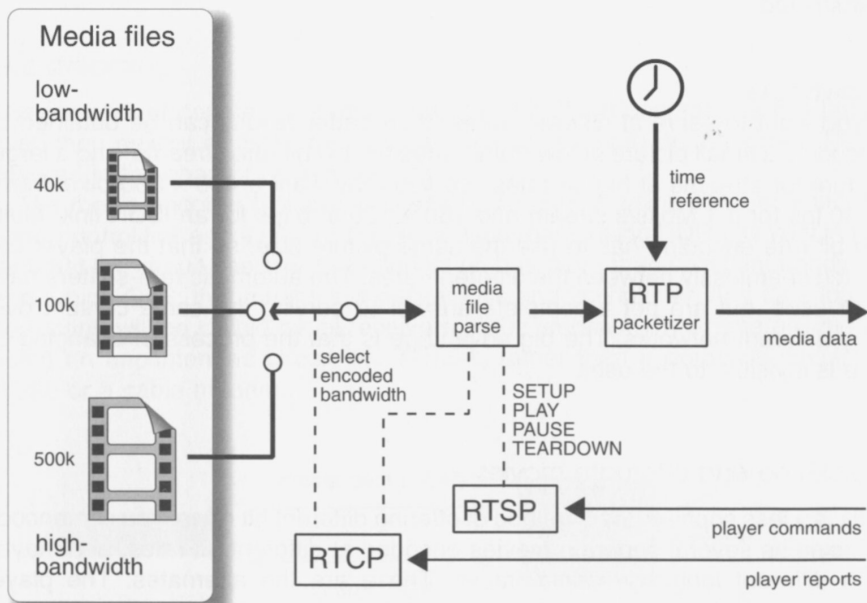 Media files
low-
bandwidth
40k
100k
500k
high-
bandwidth
select
encoded
bandwidth
media
file
parse
time
reference
RTP
packetizer
media data
SETUP
PLAY
PAUSE
TEARDOWN
RTSP
player commands
RTCP
player reports